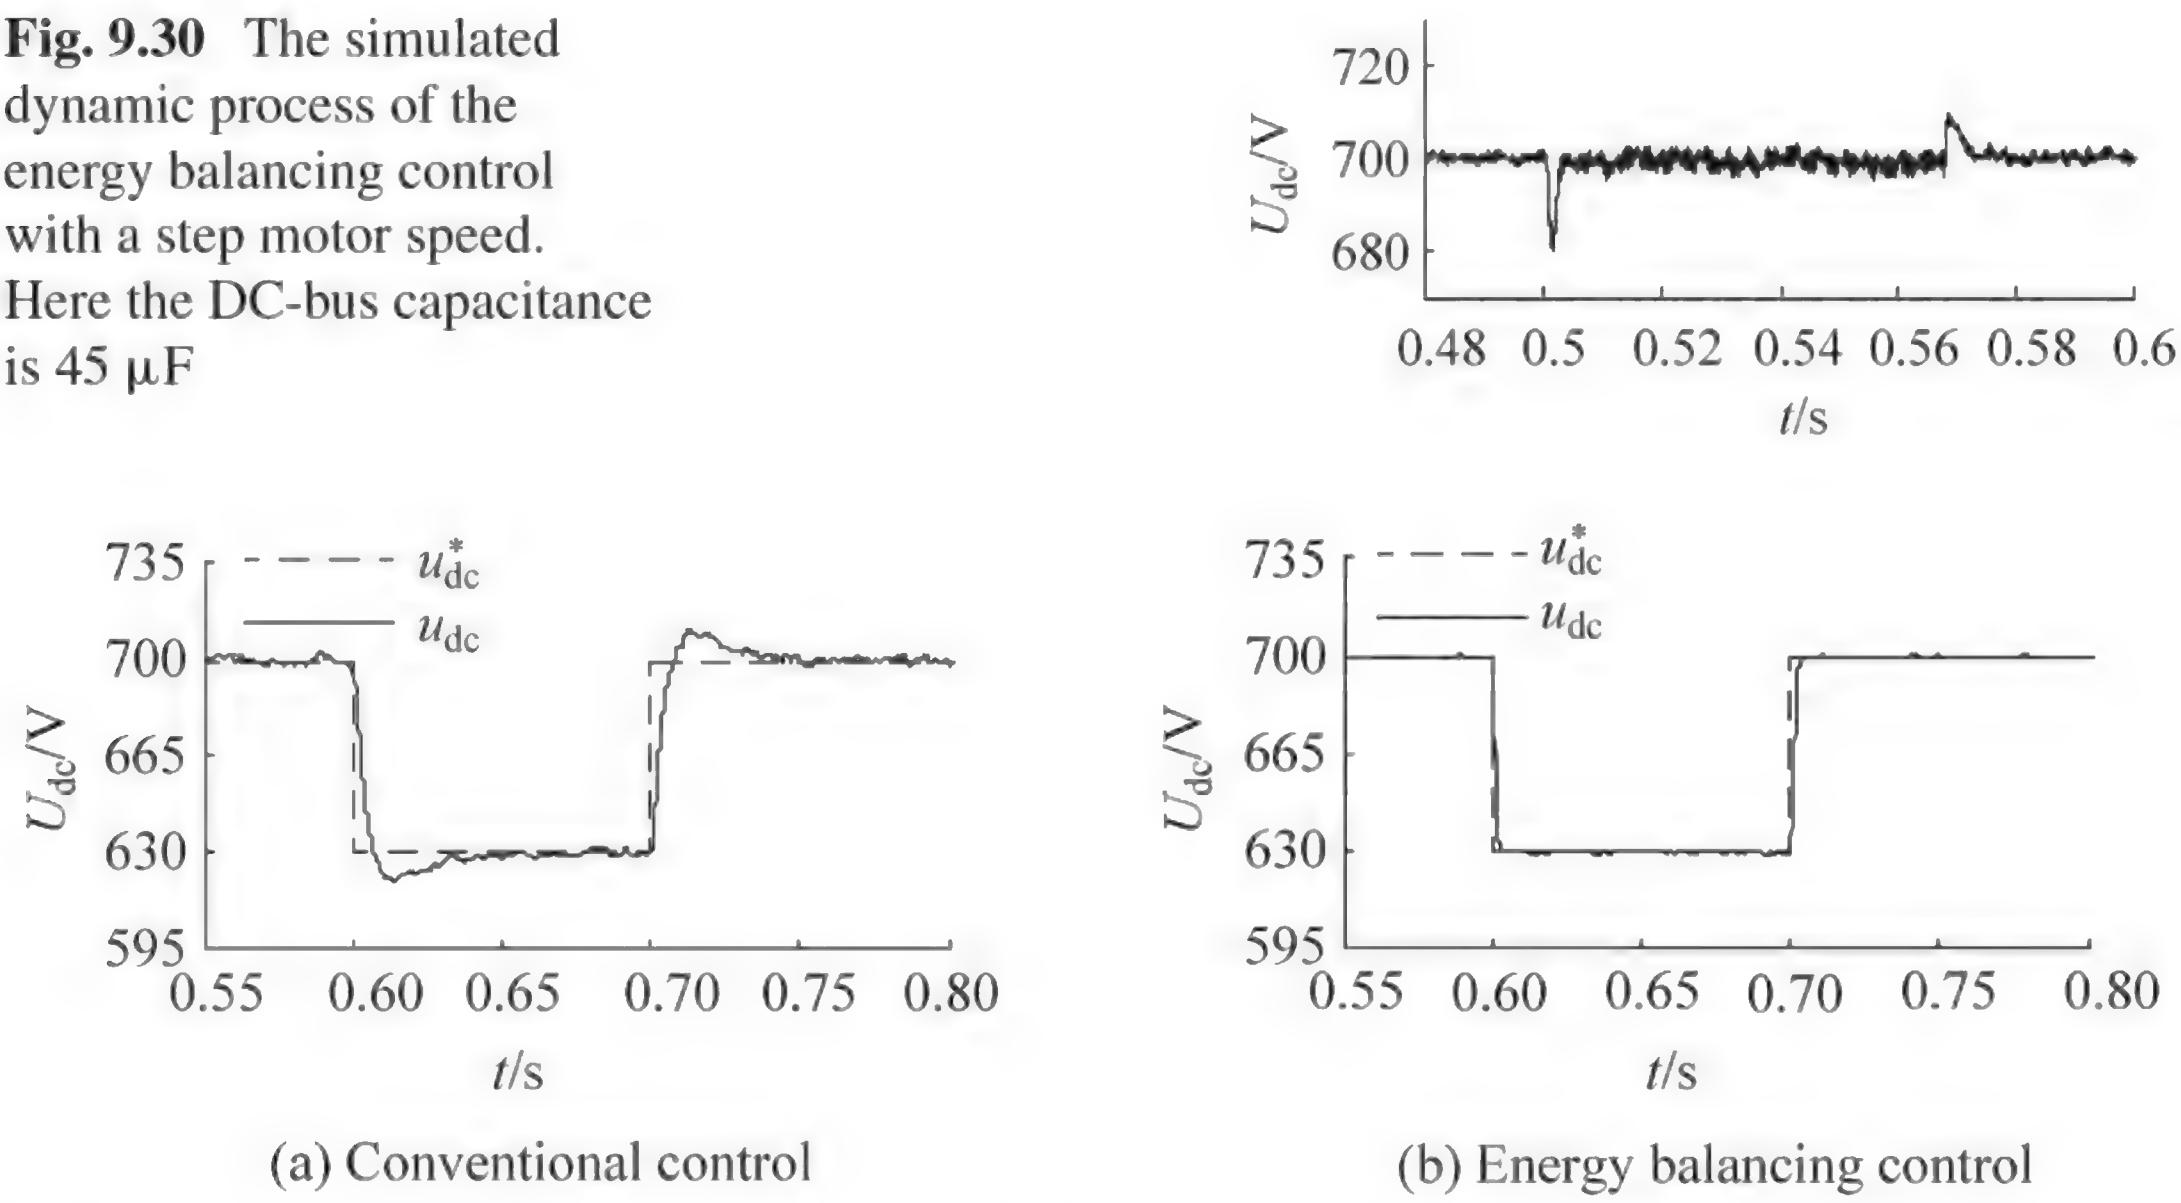 Fig. 9.30 The simulated
dynamic process of the
energy balancing control
with a step motor speed.
Here the DC-bus capacitance
is 45 μF
720
700
680
U_dc/V
0.48 0.5 0.52 0.54 0.56 0.58 0.6
t/s
735
700
665
630
595
U_dc/V
u*_dc
u_dc
0.55 0.60 0.65 0.70 0.75 0.80
t/s
(a) Conventional control
735
700
665
630
595
U_dc/V
u*_dc
u_dc
0.55 0.60 0.65 0.70 0.75 0.80
t/s
(b) Energy balancing control